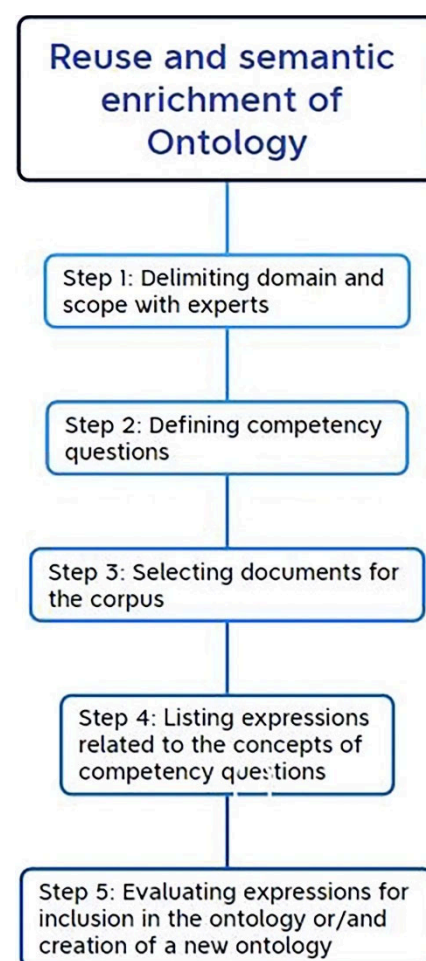 Reuse and semantic
enrichment of
Ontology
Step 1: Delimiting domain and
scope with experts
Step 2: Defining competency
questions
Step 3: Selecting documents for
the corpus
Step 4: Listing expressions
related to the concepts of
competency questions
Step 5: Evaluating expressions for
inclusion in the ontology or/and
creation of a new ontology